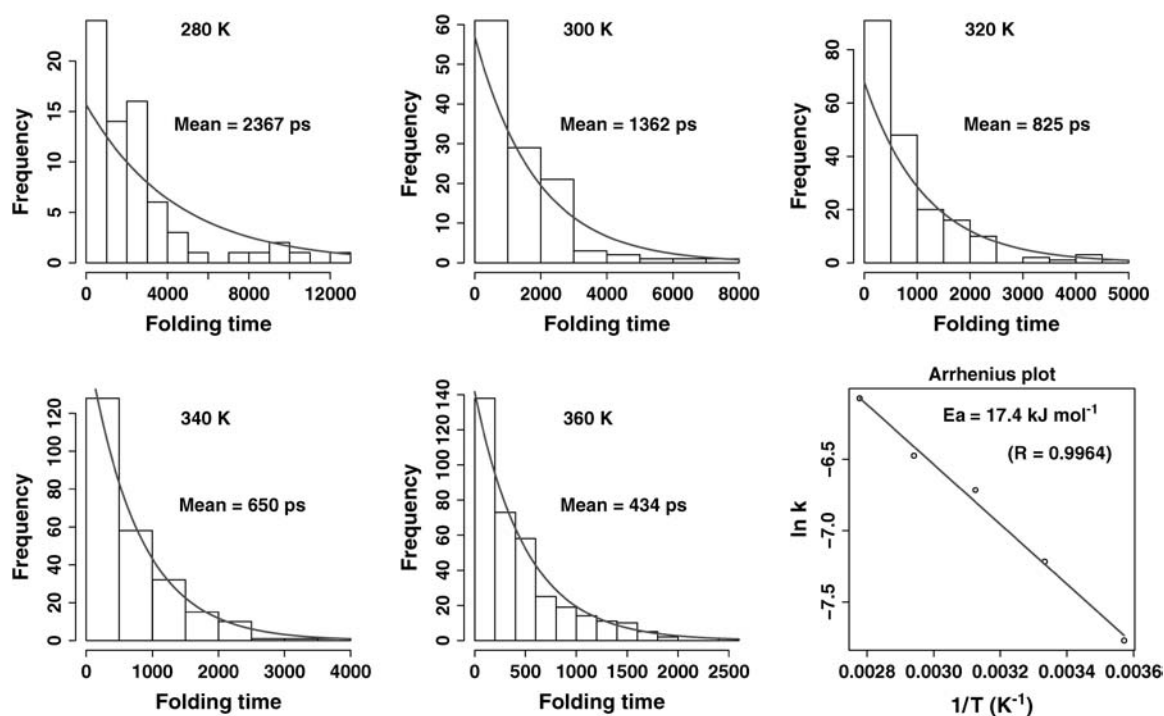 280 K
Mean = 2367 ps
Frequency
0 5 10 15 20
0 4000 8000 12000
Folding time
300 K
Mean = 1362 ps
Frequency
0 10 20 30 40 50 60
0 2000 4000 6000 8000
Folding time
320 K
Mean = 825 ps
Frequency
0 20 40 60 80
0 1000 2000 3000 4000 5000
Folding time
340 K
Mean = 650 ps
Frequency
0 20 40 60 80 100 120
0 1000 2000 3000 4000
Folding time
360 K
Mean = 434 ps
Frequency
0 20 40 60 80 100 120 140
0 500 1000 1500 2000 2500
Folding time
Arrhenius plot
Ea = 17.4 kJ mol⁻¹
(R = 0.9964)
ln k
−7.5 −7.0 −6.5
0.0028 0.0030 0.0032 0.0034 0.0036
1/T (K⁻¹)